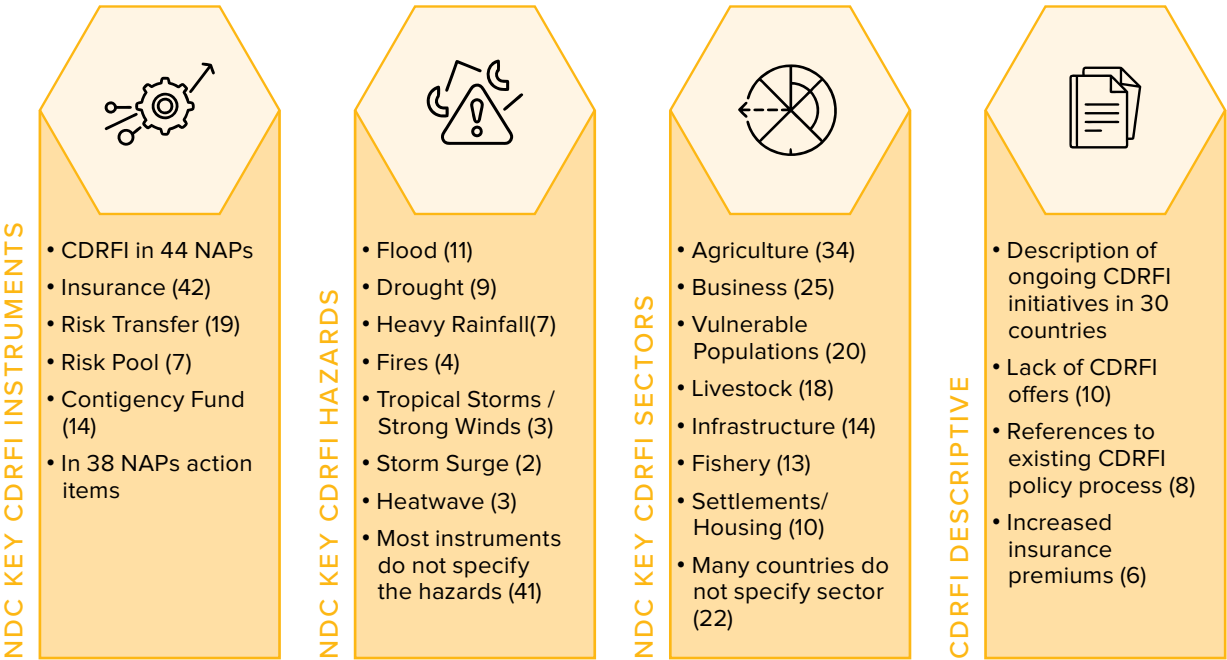 NDC KEY CDRFI INSTRUMENTS
• CDRFI in 44 NAPs
• Insurance (42)
• Risk Transfer (19)
• Risk Pool (7)
• Contigency Fund
(14)
• In 38 NAPs action
items
NDC KEY CDRFI HAZARDS
• Flood (11)
• Drought (9)
• Heavy Rainfall(7)
• Fires (4)
• Tropical Storms /
Strong Winds (3)
• Storm Surge (2)
• Heatwave (3)
• Most instruments
do not specify
the hazards (41)
NDC KEY CDRFI SECTORS
• Agriculture (34)
• Business (25)
• Vulnerable
Populations (20)
• Livestock (18)
• Infrastructure (14)
• Fishery (13)
• Settlements/
Housing (10)
• Many countries do
not specify sector
(22)
CDRFI DESCRIPTIVE
• Description of
ongoing CDRFI
initiatives in 30
countries
• Lack of CDRFI
offers (10)
• References to
existing CDRFI
policy process (8)
• Increased
insurance
premiums (6)